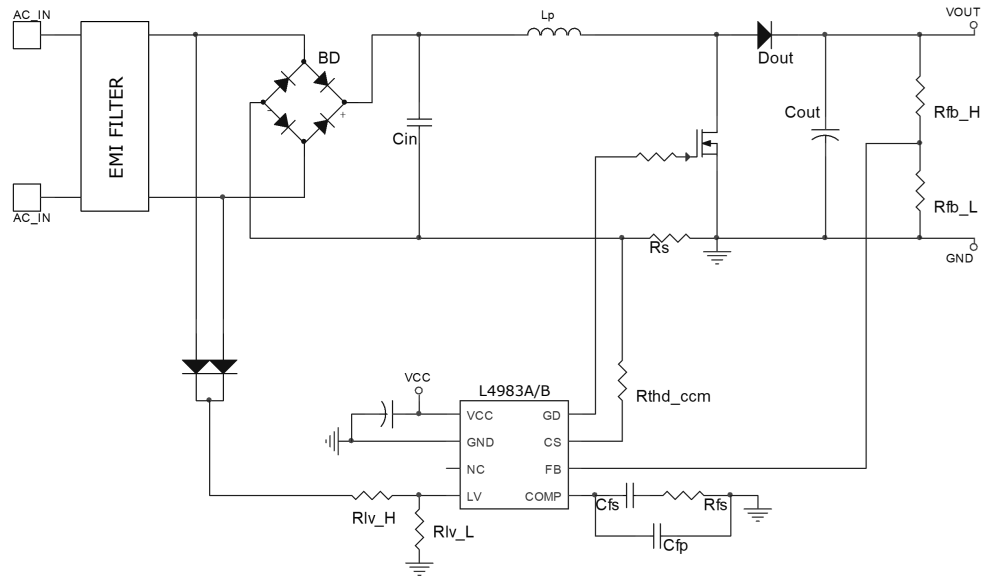 AC_IN
EMI FILTER
AC_IN
BD
-
+
Cin
Lp
Dout
VOUT
Cout
Rfb_H
Rfb_L
Rs
GND
VCC
L4983A/B
VCC
GND
NC
LV
GD
CS
FB
COMP
Rthd_ccm
Rlv_H
Rlv_L
Cfs
Rfs
Cfp